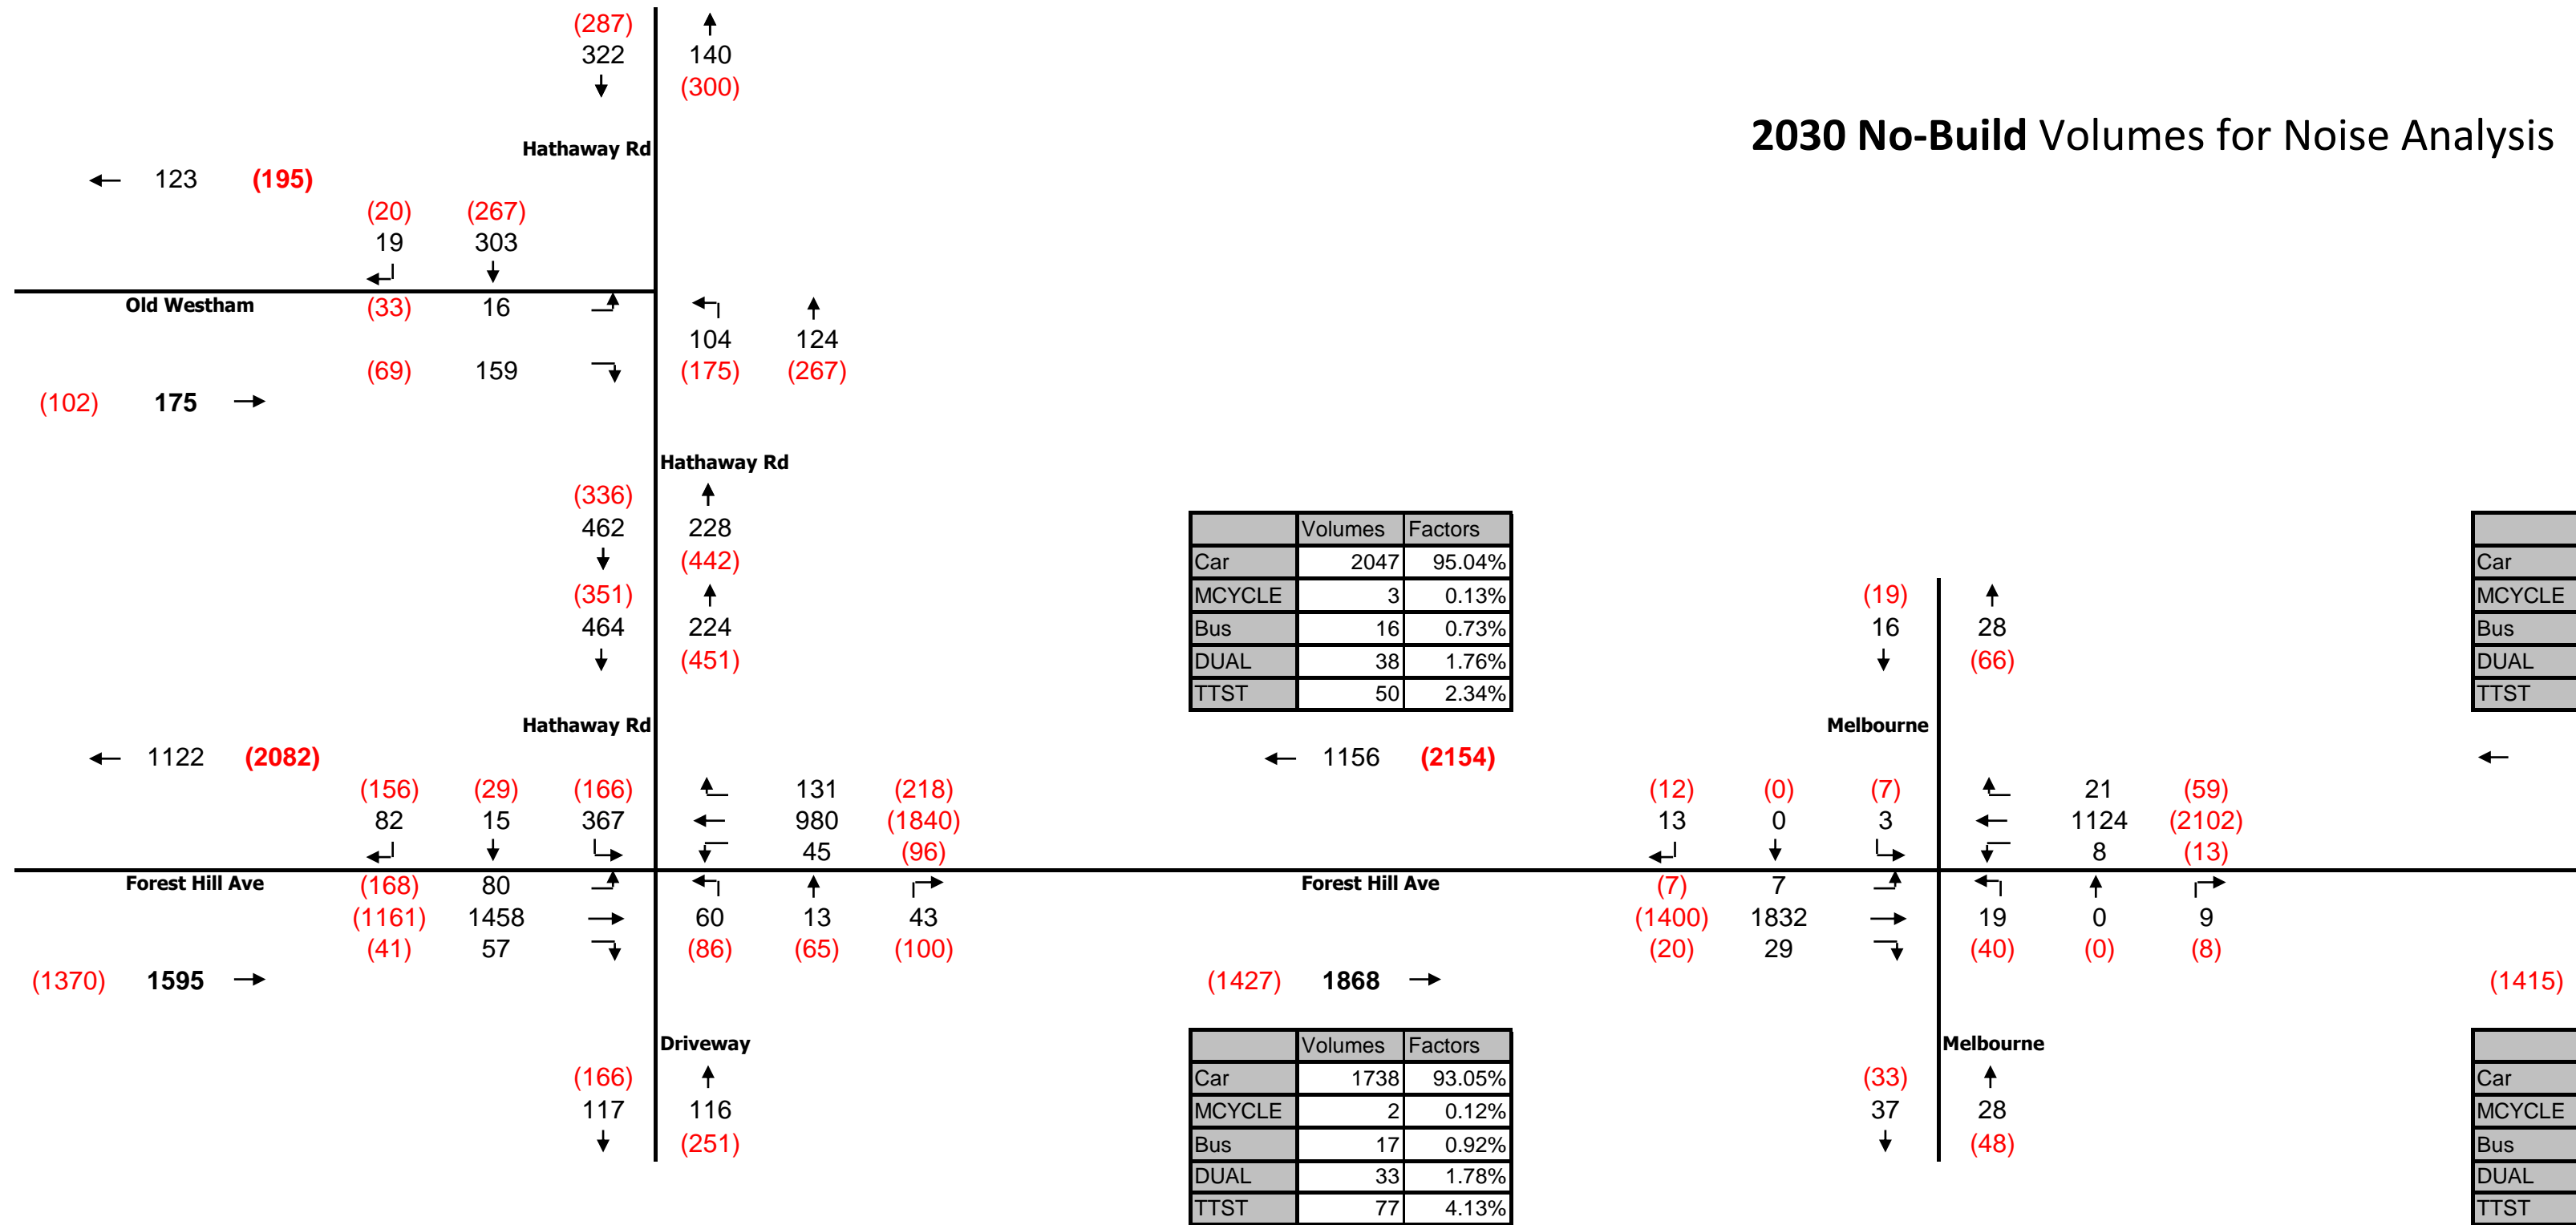 (287)
322 140
(300)
2030 No-Build Volumes for Noise Analysis
Hathaway Rd
123 (195)
(20) (267)
19 303
Old Westham (33) 16
104 124
(69) 159 (175) (267)
(102) 175
Hathaway Rd
(336)
462 228
(442)
(351)
464 224
(451)
Volumes Factors
Car 2047 95.04%
MCYCLE 3 0.13%
Bus 16 0.73%
DUAL 38 1.76%
TTST 50 2.34%
(19)
16 28
(66)
Car
MCYCLE
Bus
DUAL
TTST
Hathaway Rd
Melbourne
1122 (2082)
1156 (2154)
(156) (29) (166) 131 (218)
82 15 367 980 (1840)
45 (96)
(12) (0) (7) 21 (59)
13 0 3 1124 (2102)
8 (13)
Forest Hill Ave (168) 80
(1161) 1458 60 13 43
(41) 57 (86) (65) (100)
(1370) 1595
Forest Hill Ave (7) 7
(1400) 1832 19 0 9
(20) 29 (40) (0) (8)
(1427) 1868
(1415)
Driveway
(166)
117 116
(251)
Volumes Factors
Car 1738 93.05%
MCYCLE 2 0.12%
Bus 17 0.92%
DUAL 33 1.78%
TTST 77 4.13%
Melbourne
(33)
37 28
(48)
Car
MCYCLE
Bus
DUAL
TTST